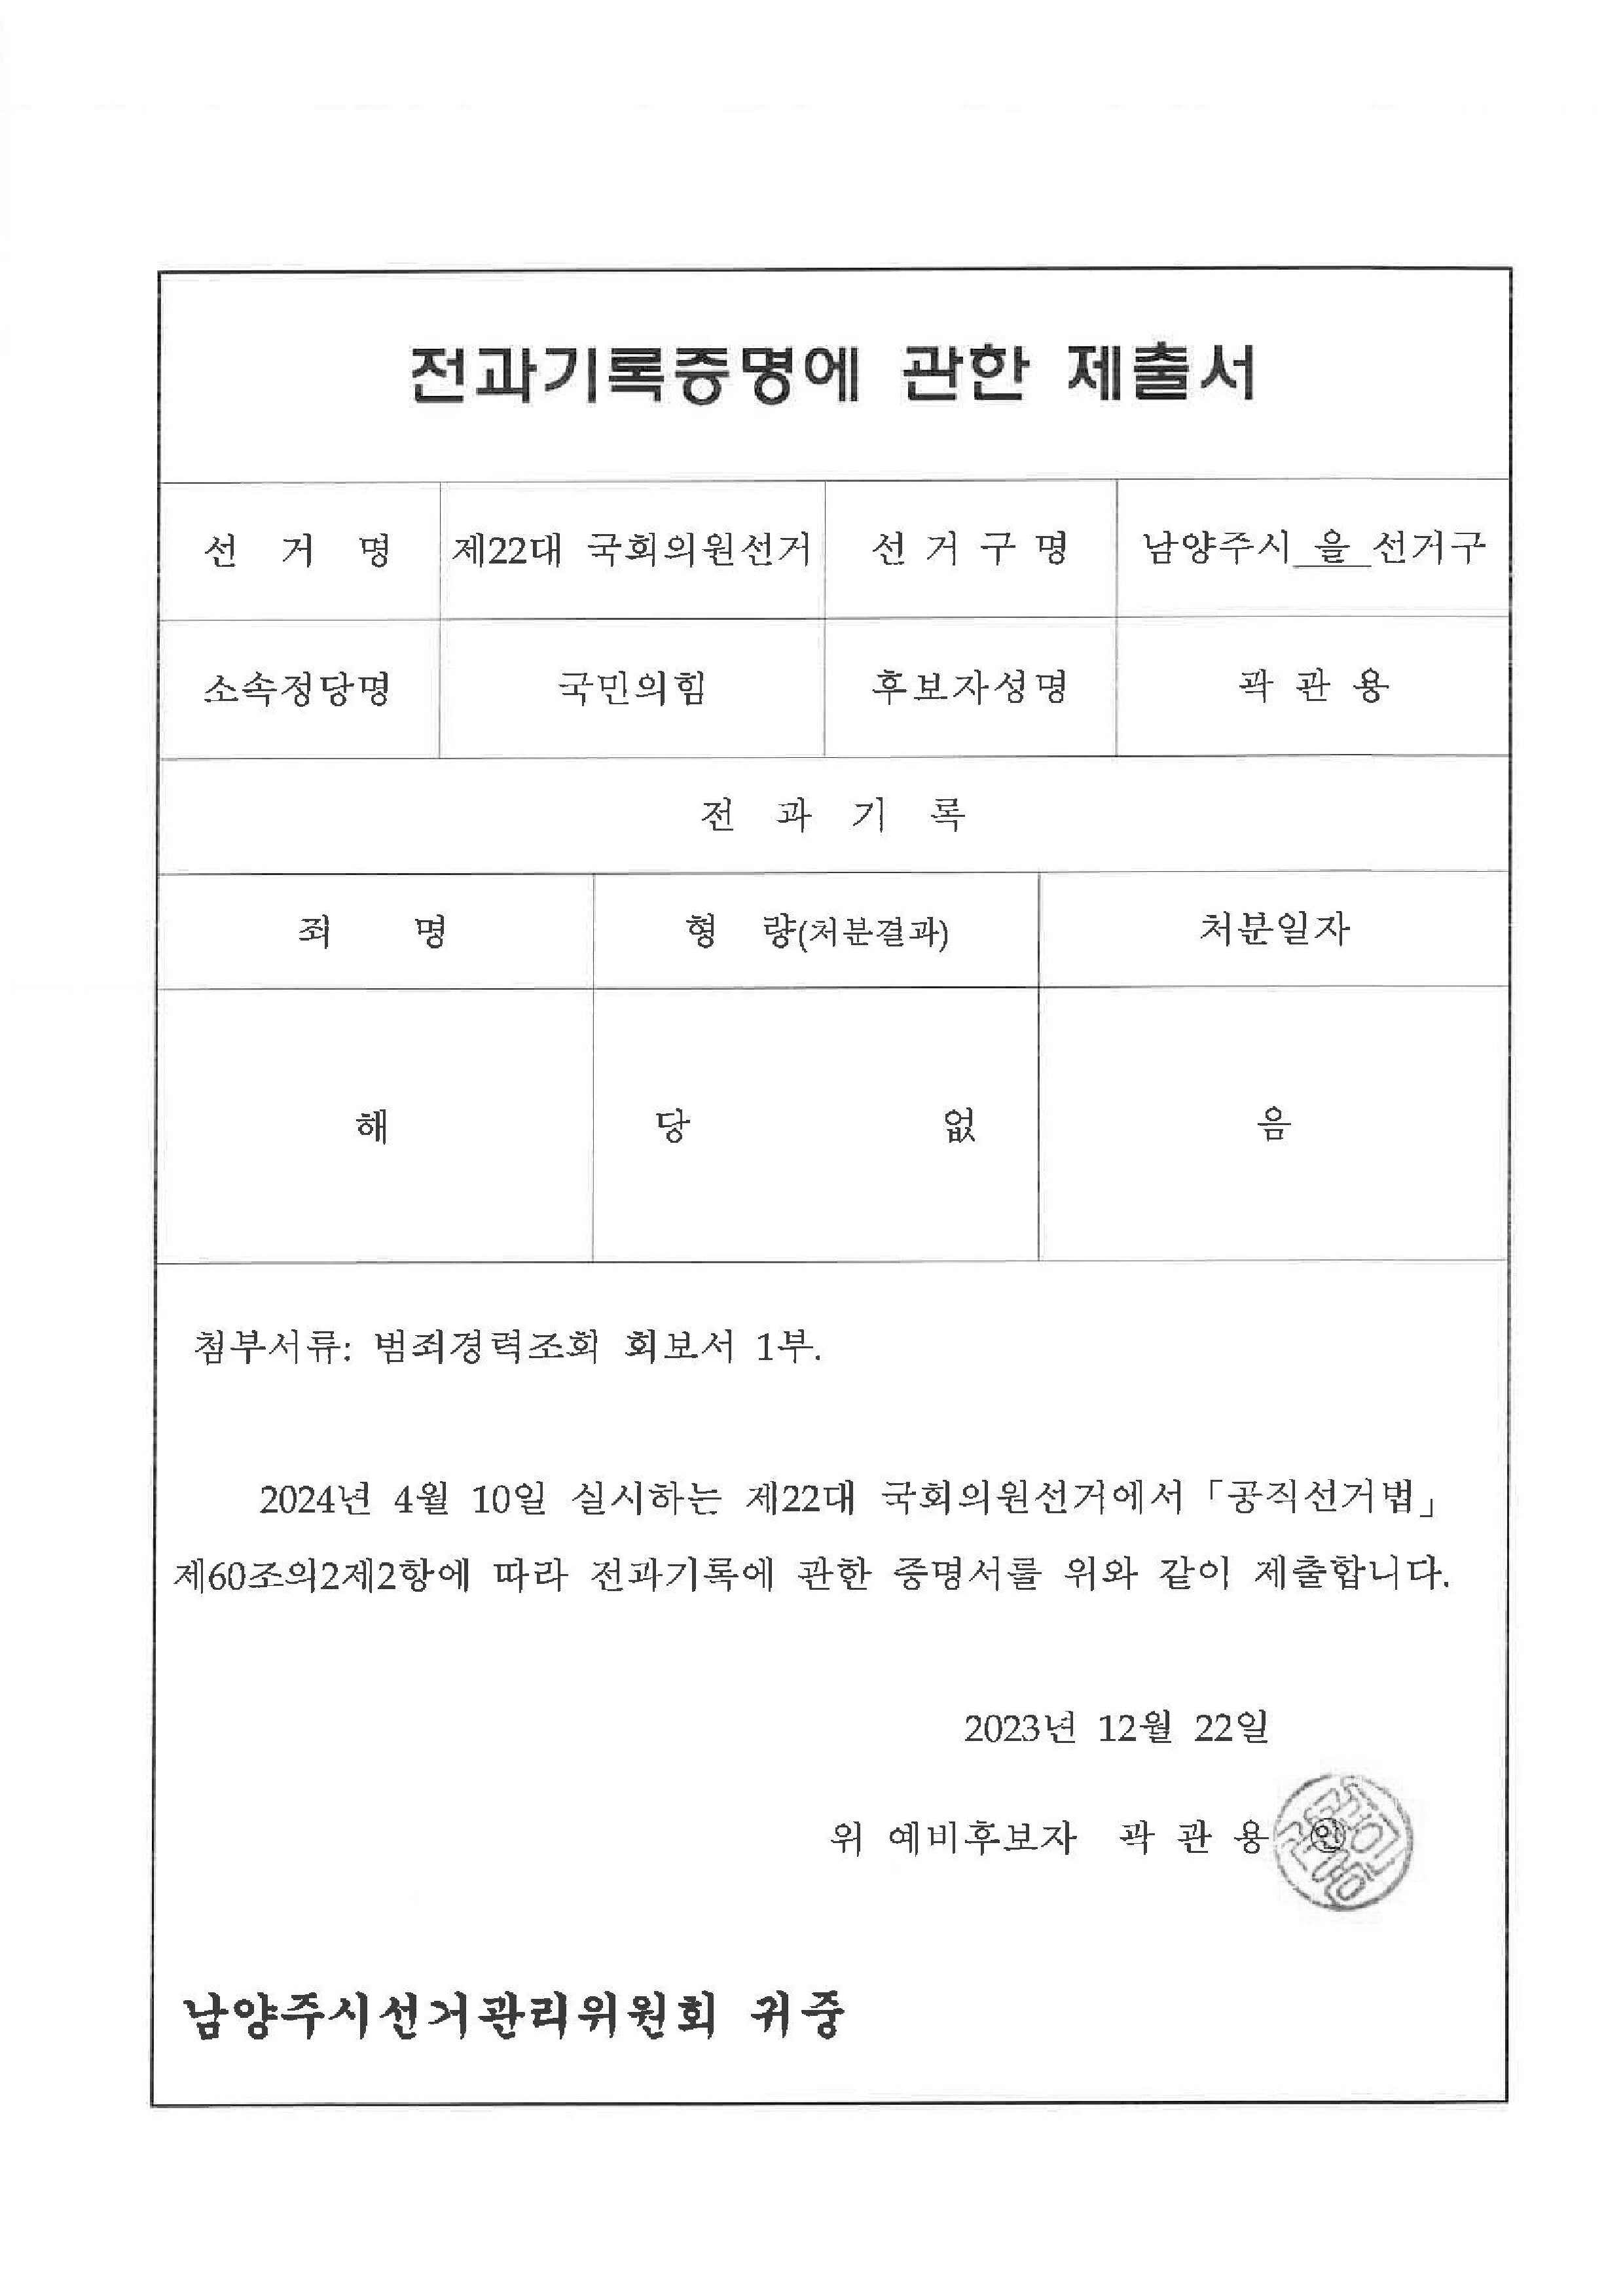 전과기록증명에 관한 제출서
선 거 명 제22대 국회의원선거 선 거 구 명 남양주시 을 선거구
소속정당명 국민의힘 후보자성명 곽 관 용
전 과 기 록
죄 명 형 량(처분결과) 처분일자
해 당 없 음
첨부서류: 범죄경력조회 회보서 1부.
2024년 4월 10일 실시하는 제22대 국회의원선거에서 「공직선거법」
제60조의2제2항에 따라 전과기록에 관한 증명서를 위와 같이 제출합니다.
2023년 12월 22일
위 예비후보자 곽 관 용 ㊞
남양주시선거관리위원회 귀중